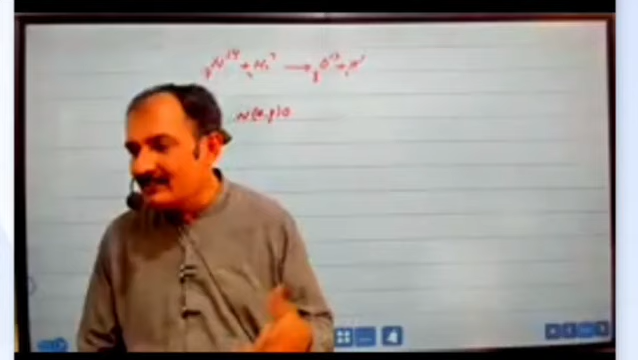 ₇N¹⁴ + ₂He⁴ ⟶ ₈O¹⁷ + ₁H¹
N(α,p)O